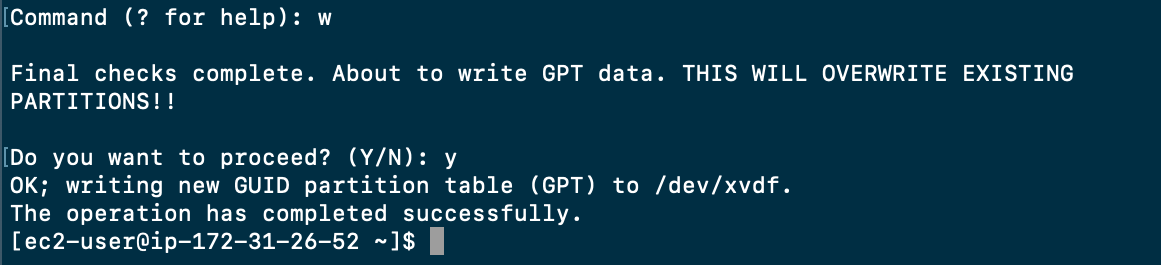 [Command (? for help): w
Final checks complete. About to write GPT data. THIS WILL OVERWRITE EXISTING
PARTITIONS!!
[Do you want to proceed? (Y/N): y
OK; writing new GUID partition table (GPT) to /dev/xvdf.
The operation has completed successfully.
[ec2-user@ip-172-31-26-52 ~]$